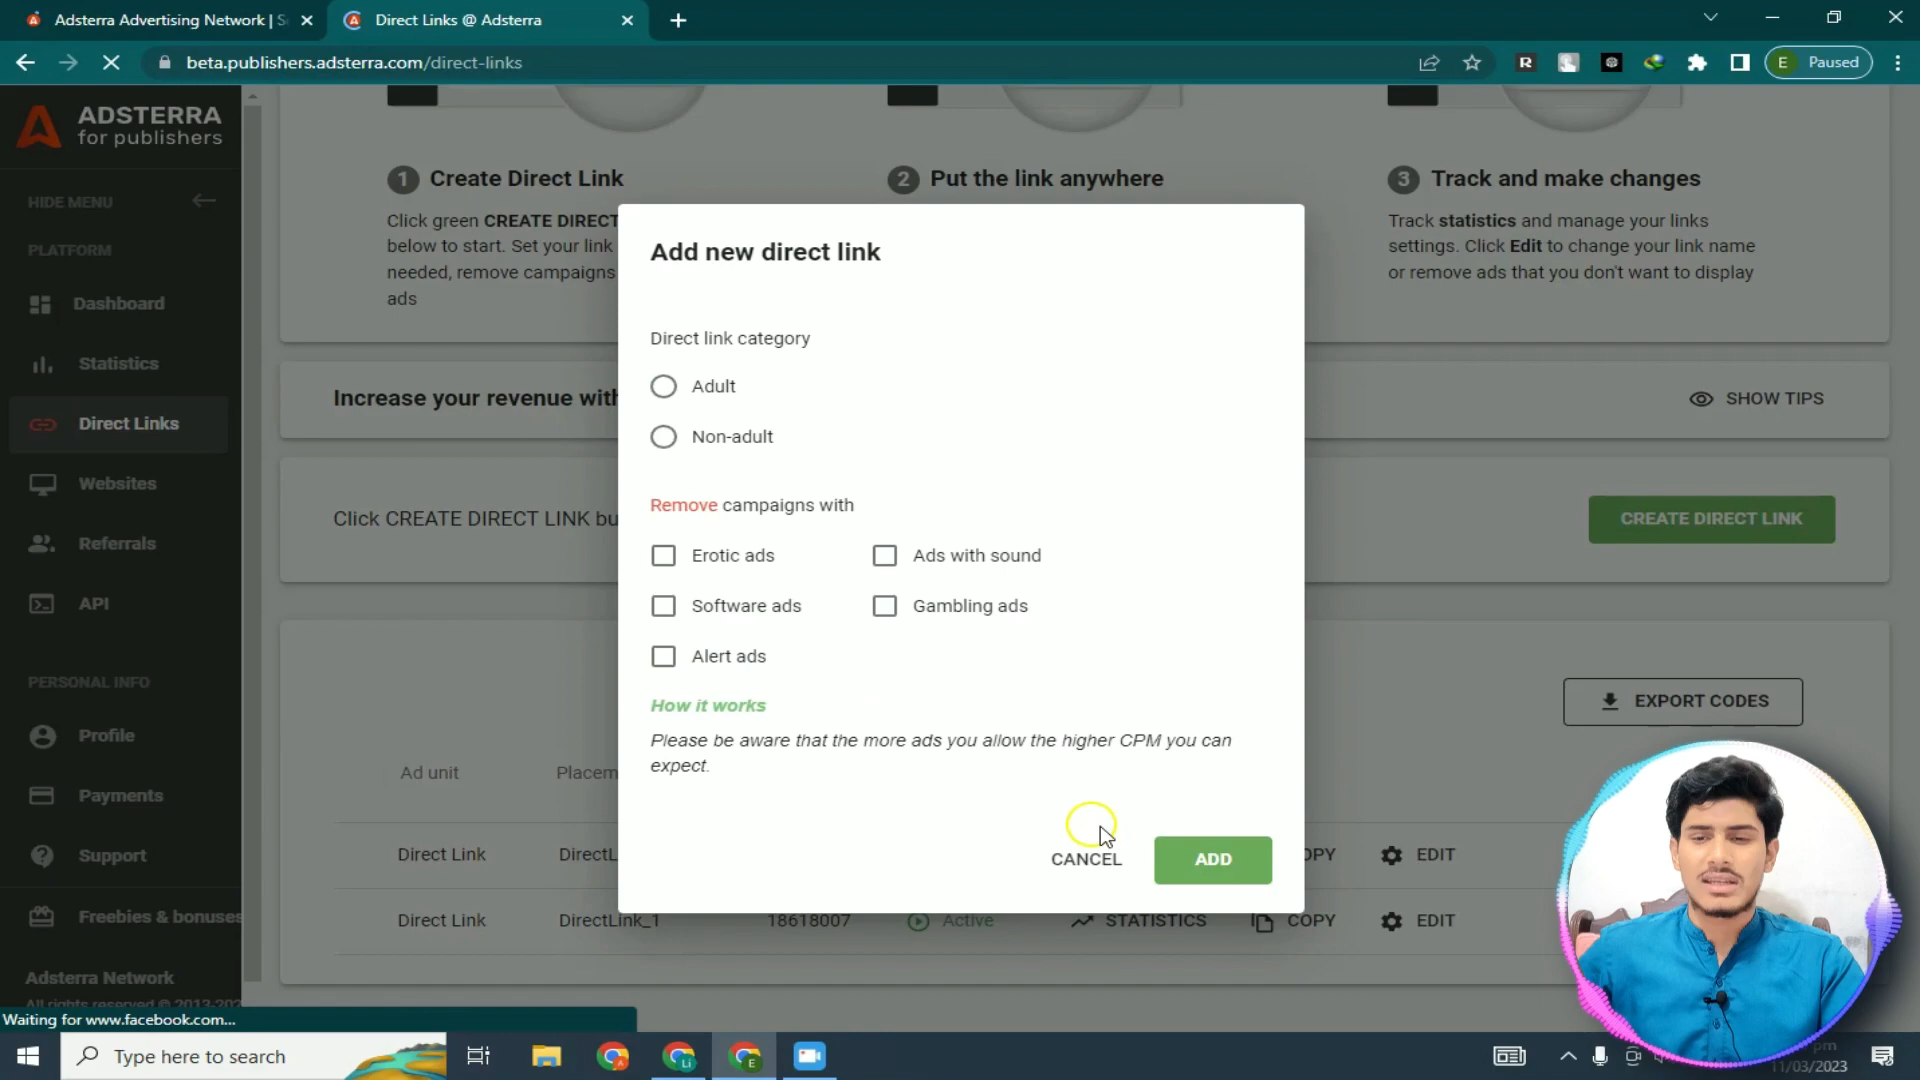 Adsterra Advertising Network | S
Direct Links @ Adsterra
beta.publishers.adsterra.com/direct-links
R
E Paused
ADSTERRA
for publishers
HIDE MENU
PLATFORM
Dashboard
Statistics
Direct Links
Websites
Referrals
API
PERSONAL INFO
Profile
Payments
Support
Freebies & bonuses
Adsterra Network
All rights reserved © 2013-202
1 Create Direct Link
Click green CREATE DIRECT
below to start. Set your link
needed, remove campaigns
ads
2 Put the link anywhere
3 Track and make changes
Track statistics and manage your links
settings. Click Edit to change your link name
or remove ads that you don't want to display
Increase your revenue with
SHOW TIPS
Click CREATE DIRECT LINK bu
CREATE DIRECT LINK
EXPORT CODES
Ad unit Placem
Direct Link DirectL OPY EDIT
Direct Link DirectLink_1 18618007 Active STATISTICS COPY EDIT
Add new direct link
Direct link category
Adult
Non-adult
Remove campaigns with
Erotic ads Ads with sound
Software ads Gambling ads
Alert ads
How it works
Please be aware that the more ads you allow the higher CPM you can
expect.
CANCEL ADD
Waiting for www.facebook.com...
Type here to search
Li
E
pm
11/03/2023